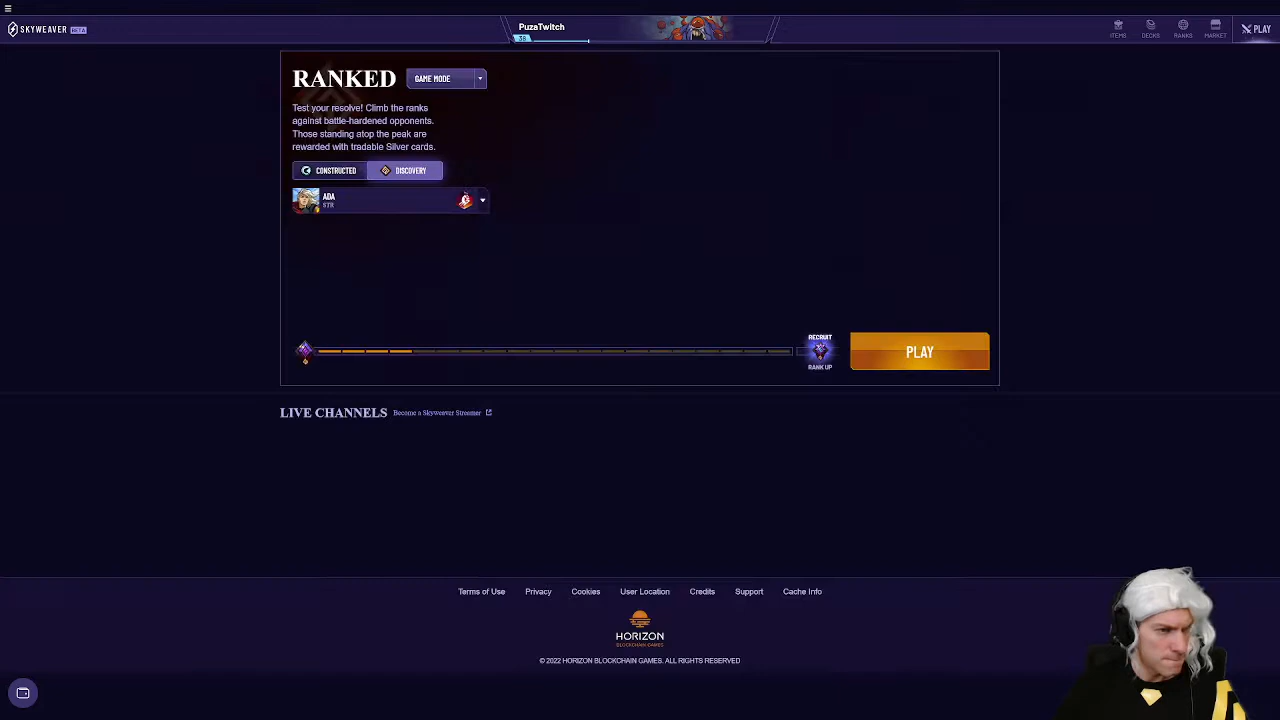 SKYWEAVER BETA
PuzaTwitch
38
ITEMS
DECKS
RANKS
MARKET
PLAY
RANKED
GAME MODE
Test your resolve! Climb the ranks
against battle-hardened opponents.
Those standing atop the peak are
rewarded with tradable Silver cards.
CONSTRUCTED
DISCOVERY
ADA
STR
RECRUIT
RANK UP
PLAY
LIVE CHANNELS
Become a Skyweaver Streamer
Terms of Use
Privacy
Cookies
User Location
Credits
Support
Cache Info
HORIZON
BLOCKCHAIN GAMES
© 2022 HORIZON BLOCKCHAIN GAMES. ALL RIGHTS RESERVED